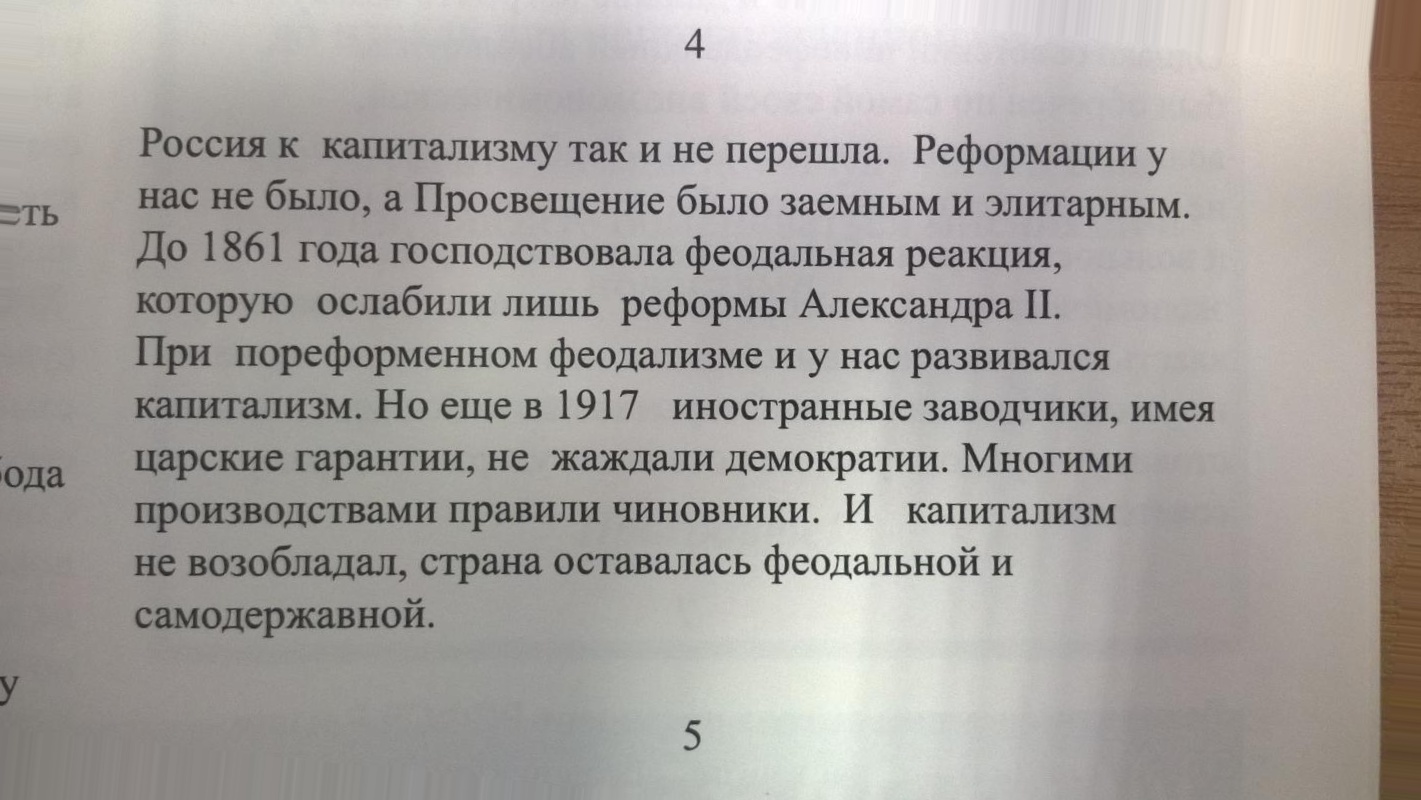 4
Россия к капитализму так и не перешла. Реформации у
нас не было, а Просвещение было заемным и элитарным.
До 1861 года господствовала феодальная реакция,
которую ослабили лишь реформы Александра II.
При пореформенном феодализме и у нас развивался
капитализм. Но еще в 1917 иностранные заводчики, имея
царские гарантии, не жаждали демократии. Многими
производствами правили чиновники. И капитализм
не возобладал, страна оставалась феодальной и
самодержавной.
5